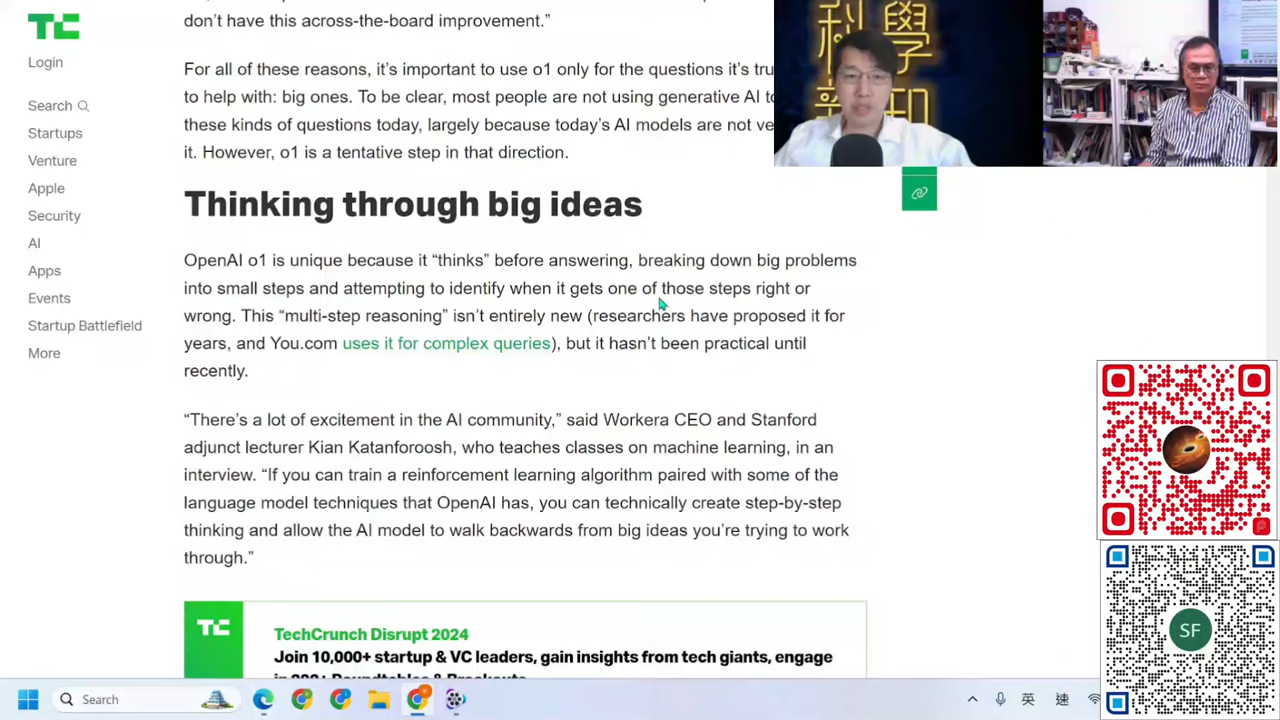 TC
Login
Search
Startups
Venture
Apple
Security
AI
Apps
Events
Startup Battlefield
More
don't have this across-the-board improvement.”
For all of these reasons, it's important to use o1 only for the questions it's tru
to help with: big ones. To be clear, most people are not using generative AI to
these kinds of questions today, largely because today's AI models are not ve
it. However, o1 is a tentative step in that direction.
Thinking through big ideas
OpenAI o1 is unique because it “thinks” before answering, breaking down big problems
into small steps and attempting to identify when it gets one of those steps right or
wrong. This “multi-step reasoning” isn't entirely new (researchers have proposed it for
years, and You.com uses it for complex queries), but it hasn't been practical until
recently.
“There's a lot of excitement in the AI community,” said Workera CEO and Stanford
adjunct lecturer Kian Katanforoosh, who teaches classes on machine learning, in an
interview. “If you can train a reinforcement learning algorithm paired with some of the
language model techniques that OpenAI has, you can technically create step-by-step
thinking and allow the AI model to walk backwards from big ideas you're trying to work
through.”
TC
TechCrunch Disrupt 2024
Join 10,000+ startup & VC leaders, gain insights from tech giants, engage
科學
新知
SF
Search
英
速